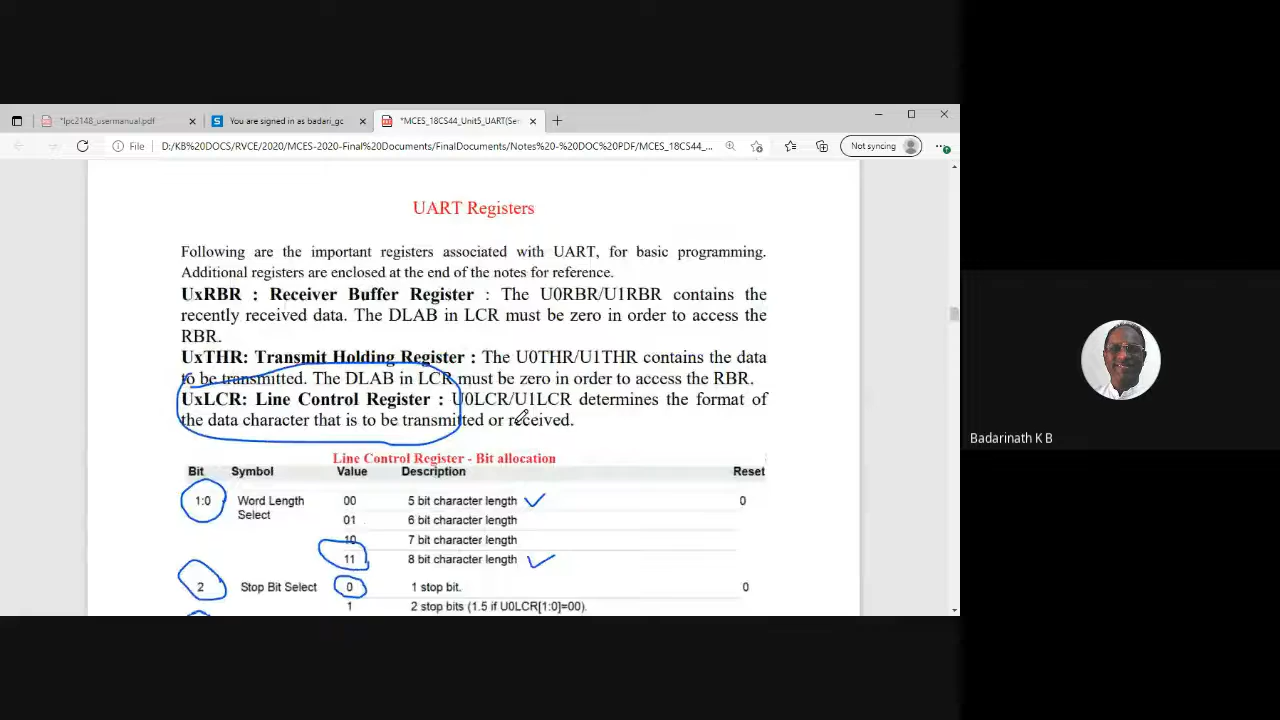 *lpc2148_usermanual.pdf
You are signed in as badari_gc
*MCES_18CS44_Unit5_UART(Se
File
D:/KB%20DOCS/RVCE/2020/MCES-2020-Final%20Documents/FinalDocuments/Notes%20-%20DOC%20PDF/MCES_18CS44_...
Not syncing
UART Registers
Following are the important registers associated with UART, for basic programming.
Additional registers are enclosed at the end of the notes for reference.
UxRBR : Receiver Buffer Register : The U0RBR/U1RBR contains the
recently received data. The DLAB in LCR must be zero in order to access the
RBR.
UxTHR: Transmit Holding Register : The U0THR/U1THR contains the data
to be transmitted. The DLAB in LCR must be zero in order to access the RBR.
UxLCR: Line Control Register : U0LCR/U1LCR determines the format of
the data character that is to be transmitted or received.
Line Control Register - Bit allocation
Bit Symbol Value Description Reset
1:0 Word Length 00 5 bit character length 0
Select
01 6 bit character length
10 7 bit character length
11 8 bit character length
2 Stop Bit Select 0 1 stop bit. 0
1 2 stop bits (1.5 if U0LCR[1:0]=00).
Badarinath K B